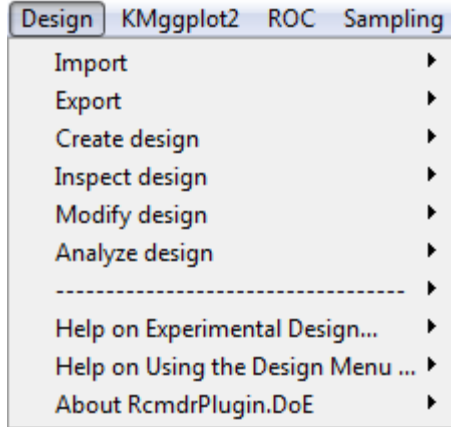 Design KMggplot2 ROC Sampling
Import
Export
Create design
Inspect design
Modify design
Analyze design
-----------------------------------
Help on Experimental Design...
Help on Using the Design Menu ...
About RcmdrPlugin.DoE